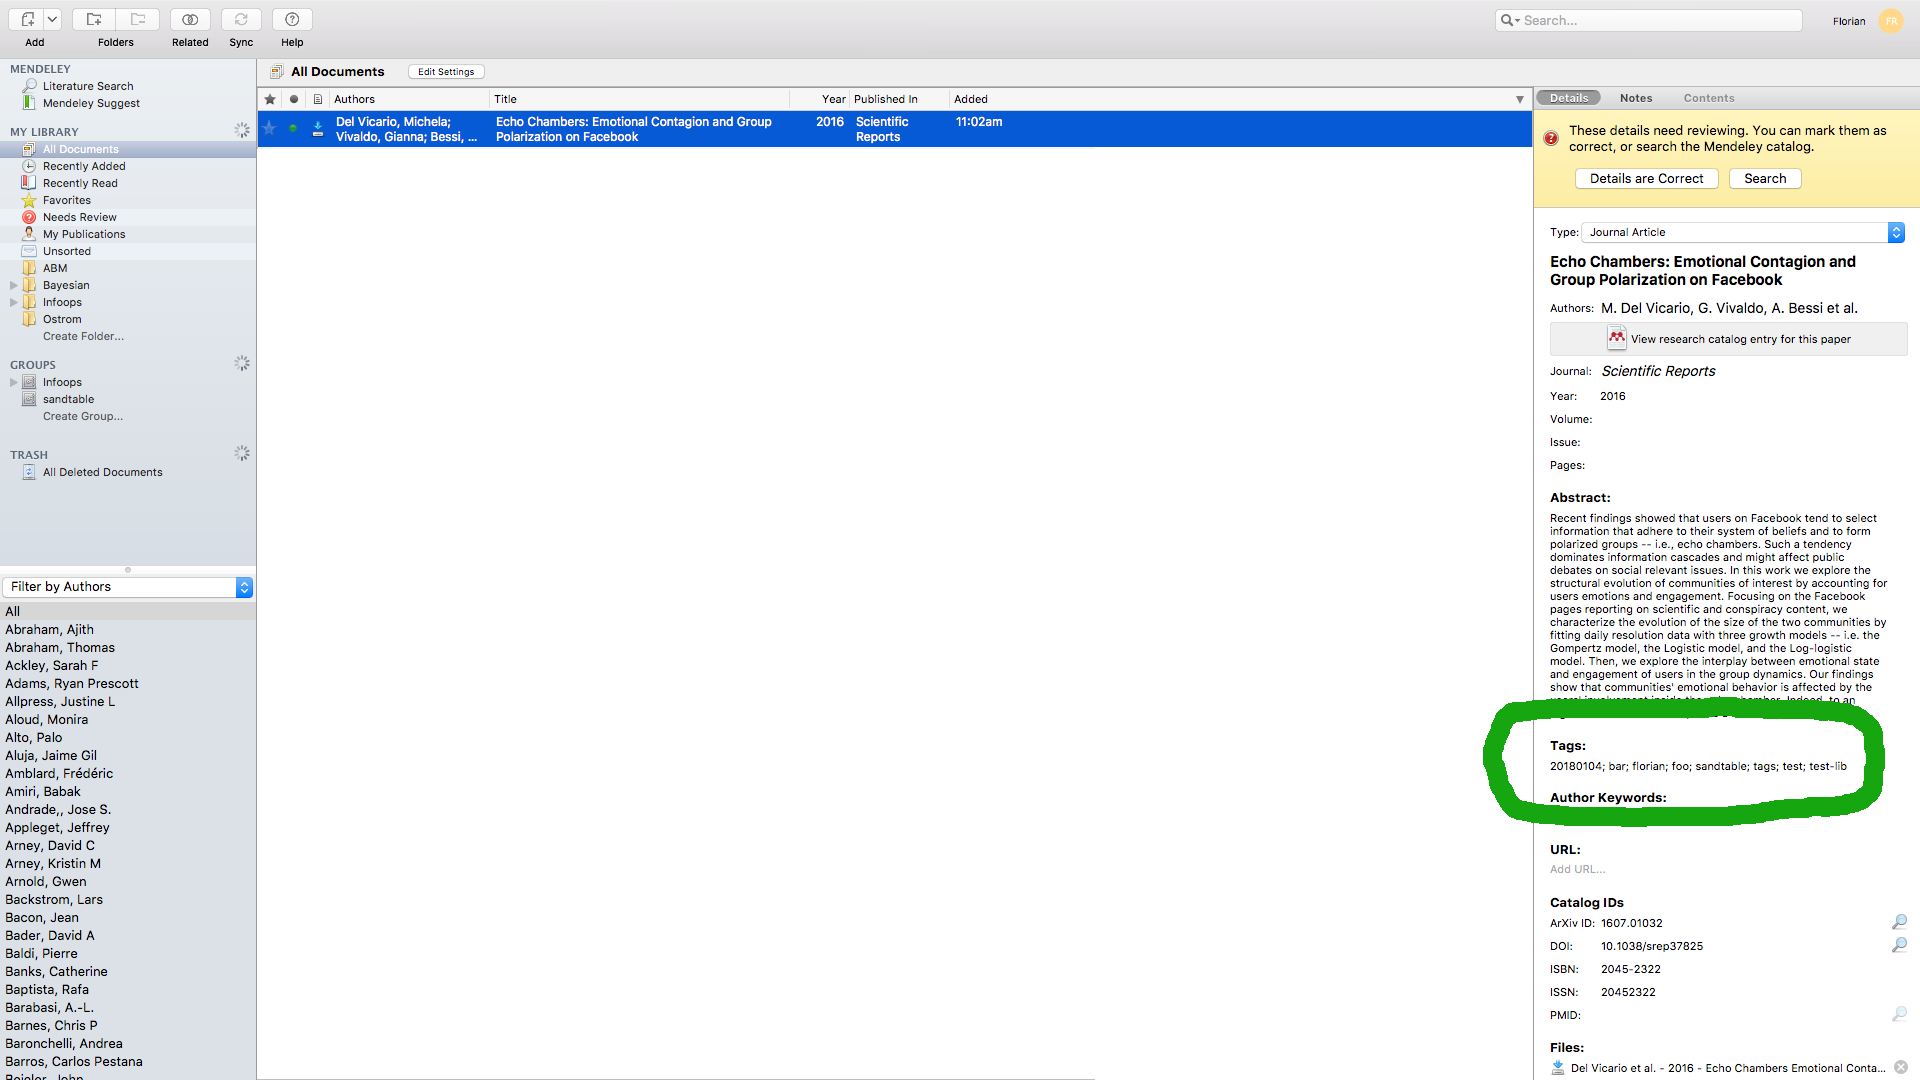 Add
Folders
Related
Sync
Help
Search...
Florian
FR
MENDELEY
Literature Search
Mendeley Suggest
MY LIBRARY
All Documents
Recently Added
Recently Read
Favorites
Needs Review
My Publications
Unsorted
ABM
Bayesian
Infoops
Ostrom
Create Folder...
GROUPS
Infoops
sandtable
Create Group...
TRASH
All Deleted Documents
Filter by Authors
All
Abraham, Ajith
Abraham, Thomas
Ackley, Sarah F
Adams, Ryan Prescott
Allpress, Justine L
Aloud, Monira
Alto, Palo
Aluja, Jaime Gil
Amblard, Frédéric
Amiri, Babak
Andrade,, Jose S.
Appleget, Jeffrey
Arney, David C
Arney, Kristin M
Arnold, Gwen
Backstrom, Lars
Bacon, Jean
Bader, David A
Baldi, Pierre
Banks, Catherine
Baptista, Rafa
Barabasi, A.-L.
Barnes, Chris P
Baronchelli, Andrea
Barros, Carlos Pestana
All Documents
Edit Settings
Authors Title Year Published In Added
Del Vicario, Michela; Echo Chambers: Emotional Contagion and Group 2016 Scientific 11:02am
Vivaldo, Gianna; Bessi, ... Polarization on Facebook Reports
Details Notes Contents
These details need reviewing. You can mark them as
correct, or search the Mendeley catalog.
Details are Correct Search
Type: Journal Article
Echo Chambers: Emotional Contagion and
Group Polarization on Facebook
Authors: M. Del Vicario, G. Vivaldo, A. Bessi et al.
View research catalog entry for this paper
Journal: Scientific Reports
Year: 2016
Volume:
Issue:
Pages:
Abstract:
Recent findings showed that users on Facebook tend to select
information that adhere to their system of beliefs and to form
polarized groups -- i.e., echo chambers. Such a tendency
dominates information cascades and might affect public
debates on social relevant issues. In this work we explore the
structural evolution of communities of interest by accounting for
users emotions and engagement. Focusing on the Facebook
pages reporting on scientific and conspiracy content, we
characterize the evolution of the size of the two communities by
fitting daily resolution data with three growth models -- i.e. the
Gompertz model, the Logistic model, and the Log-logistic
model. Then, we explore the interplay between emotional state
and engagement of users in the group dynamics. Our findings
show that communities' emotional behavior is affected by the
Indeed, to an
Tags:
20180104; bar; florian; foo; sandtable; tags; test; test-lib
Author Keywords:
URL:
Add URL...
Catalog IDs
ArXiv ID: 1607.01032
DOI: 10.1038/srep37825
ISBN: 2045-2322
ISSN: 20452322
PMID:
Files:
Del Vicario et al. - 2016 - Echo Chambers Emotional Conta...